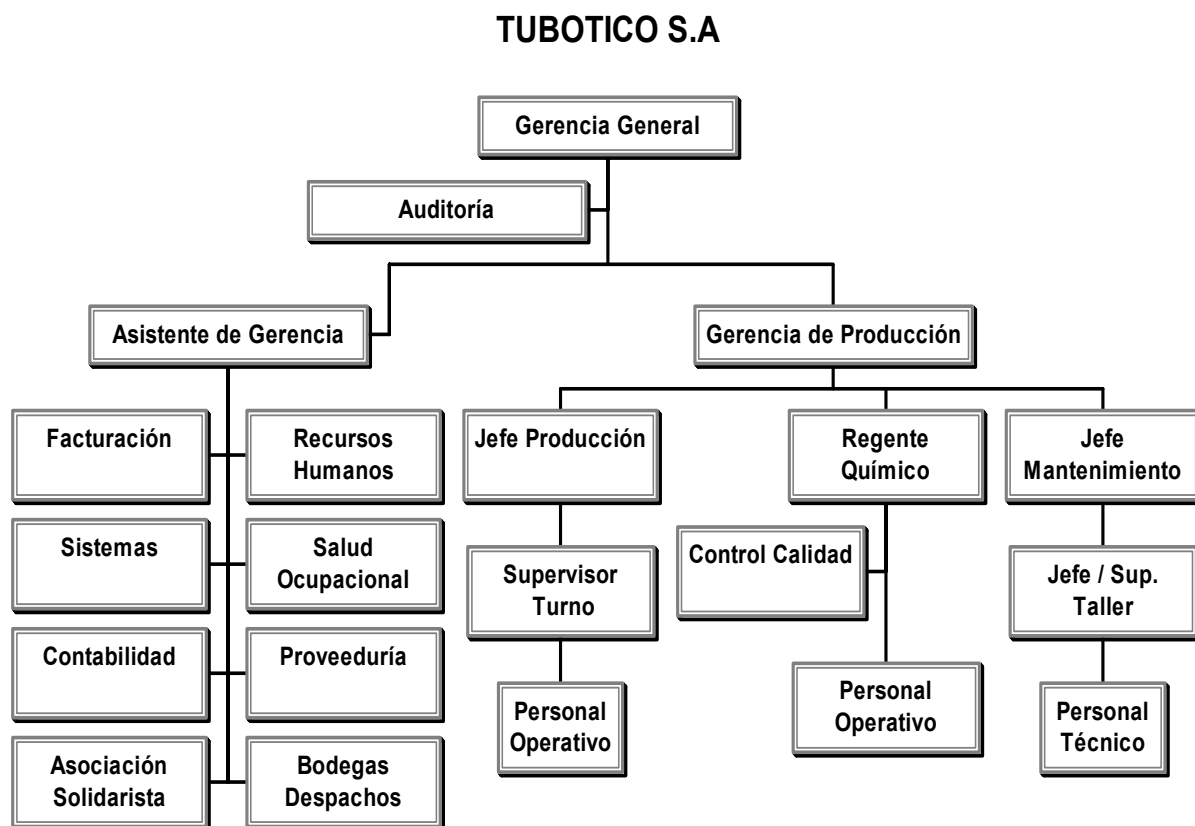 TUBOTICO S.A
Gerencia General
Auditoría
Asistente de Gerencia
Gerencia de Producción
Facturación
Recursos
Humanos
Sistemas
Salud
Ocupacional
Contabilidad
Proveeduría
Asociación
Solidarista
Bodegas
Despachos
Jefe Producción
Supervisor
Turno
Personal
Operativo
Regente
Químico
Control Calidad
Personal
Operativo
Jefe
Mantenimiento
Jefe / Sup.
Taller
Personal
Técnico